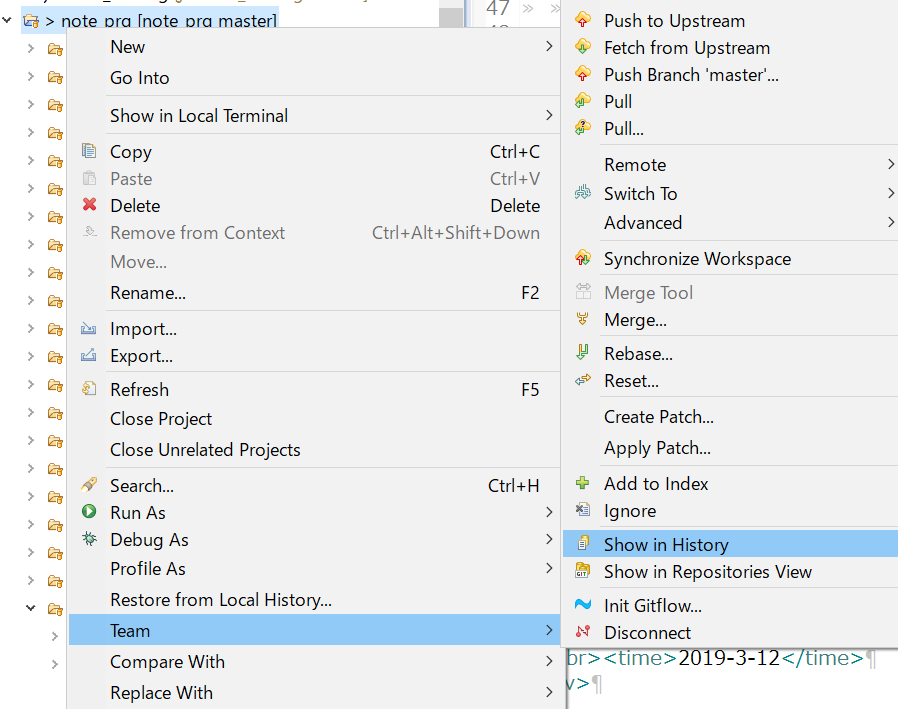 > note_prg [note_prg master]
New
Go Into
Show in Local Terminal
Copy Ctrl+C
Paste Ctrl+V
Delete Delete
Remove from Context Ctrl+Alt+Shift+Down
Move...
Rename... F2
Import...
Export...
Refresh F5
Close Project
Close Unrelated Projects
Search... Ctrl+H
Run As
Debug As
Profile As
Restore from Local History...
Team
Compare With
Replace With
47
Push to Upstream
Fetch from Upstream
Push Branch 'master'...
Pull
Pull...
Remote
Switch To
Advanced
Synchronize Workspace
Merge Tool
Merge...
Rebase...
Reset...
Create Patch...
Apply Patch...
Add to Index
Ignore
Show in History
GIT Show in Repositories View
Init Gitflow...
Disconnect
br><time>2019-3-12</time>¶
v>¶